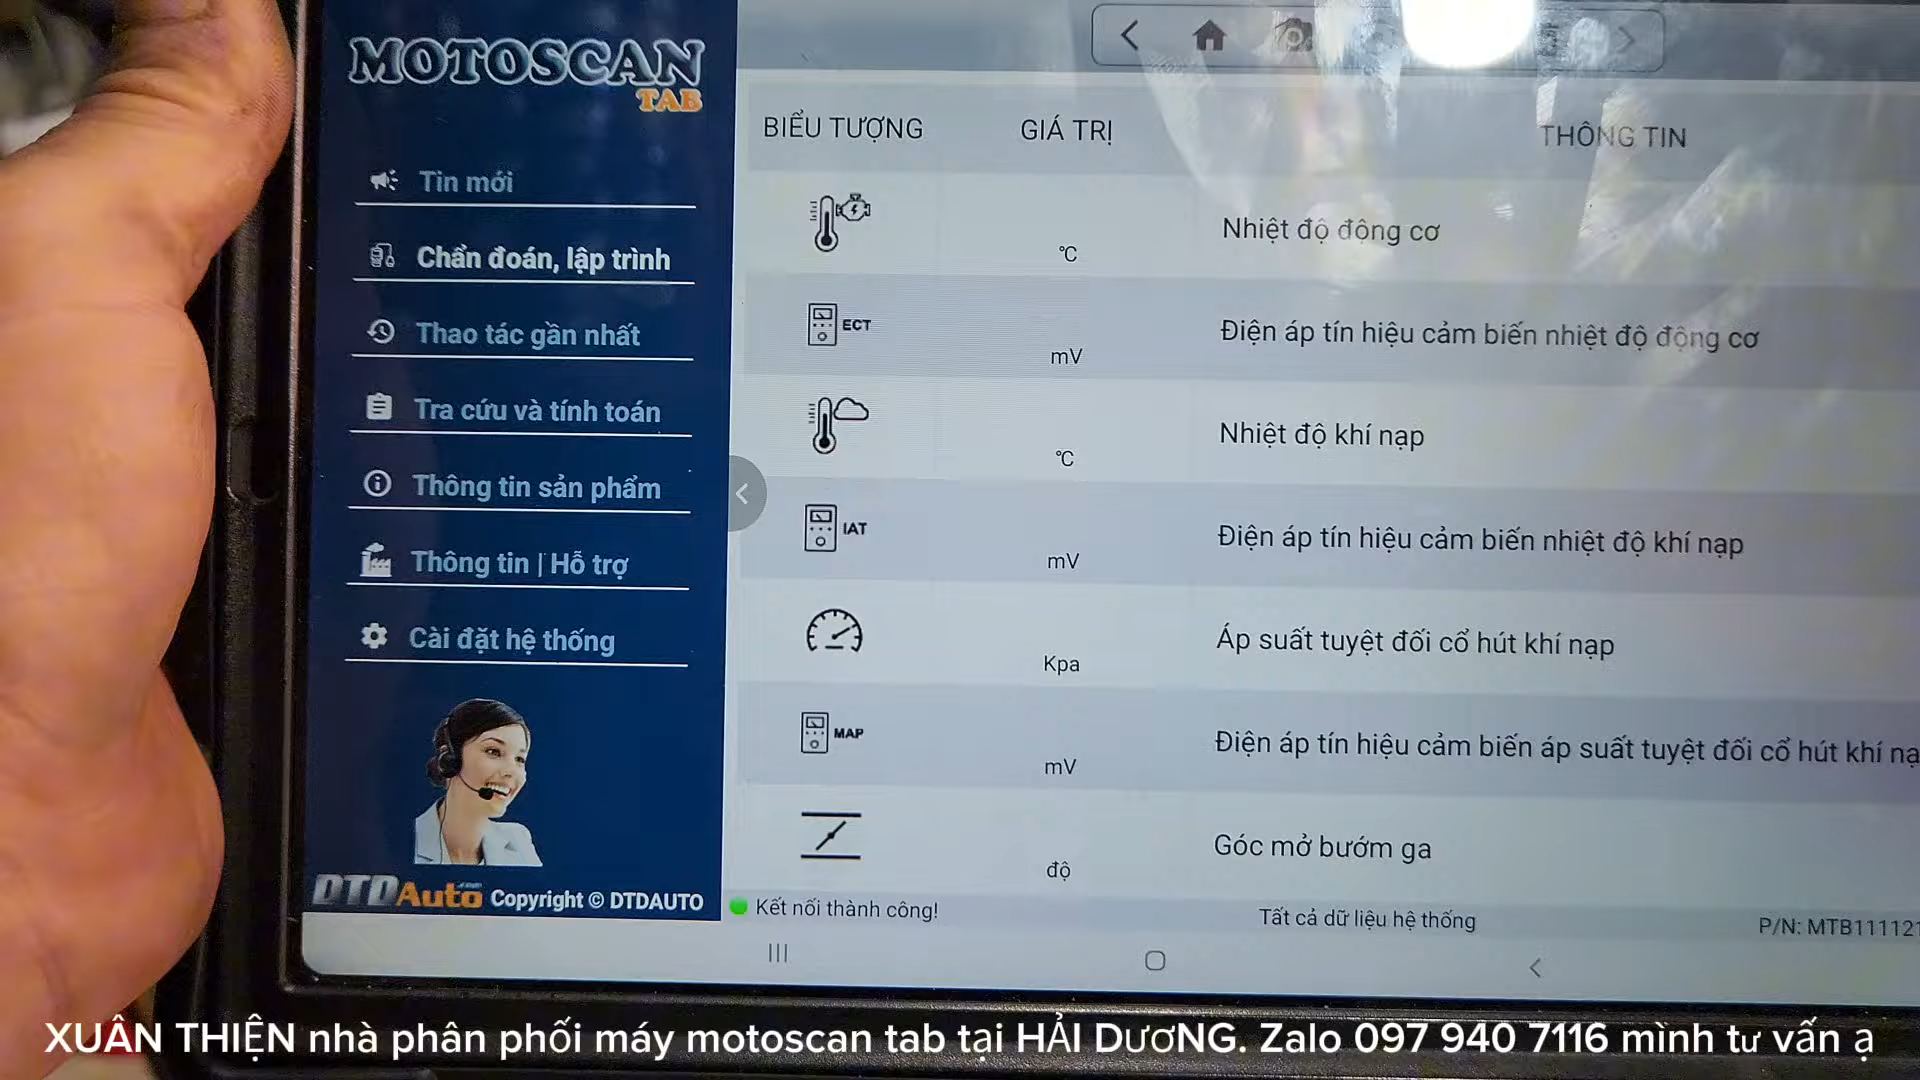 MOTOSCAN
TAB
Tin mới
Chẩn đoán, lập trình
Thao tác gần nhất
Tra cứu và tính toán
Thông tin sản phẩm
Thông tin | Hỗ trợ
Cài đặt hệ thống
DTDAuto Copyright © DTDAUTO
BIỂU TƯỢNG GIÁ TRỊ THÔNG TIN
°C Nhiệt độ động cơ
ECT mV Điện áp tín hiệu cảm biến nhiệt độ động cơ
°C Nhiệt độ khí nạp
IAT mV Điện áp tín hiệu cảm biến nhiệt độ khí nạp
Kpa Áp suất tuyệt đối cổ hút khí nạp
MAP mV Điện áp tín hiệu cảm biến áp suất tuyệt đối cổ hút khí nạ
độ Góc mở bướm ga
Kết nối thành công! Tất cả dữ liệu hệ thống P/N: MTB111121
XUÂN THIỆN nhà phân phối máy motoscan tab tại HẢI DươNG. Zalo 097 940 7116 mình tư vấn ạ